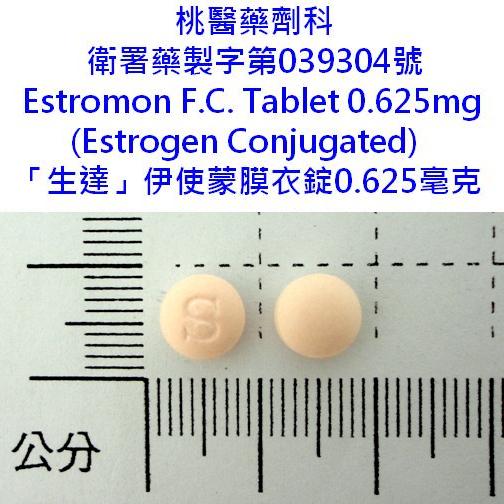 桃醫藥劑科
衛署藥製字第039304號
Estromon F.C. Tablet 0.625mg
(Estrogen Conjugated)
「生達」伊使蒙膜衣錠0.625毫克
公分